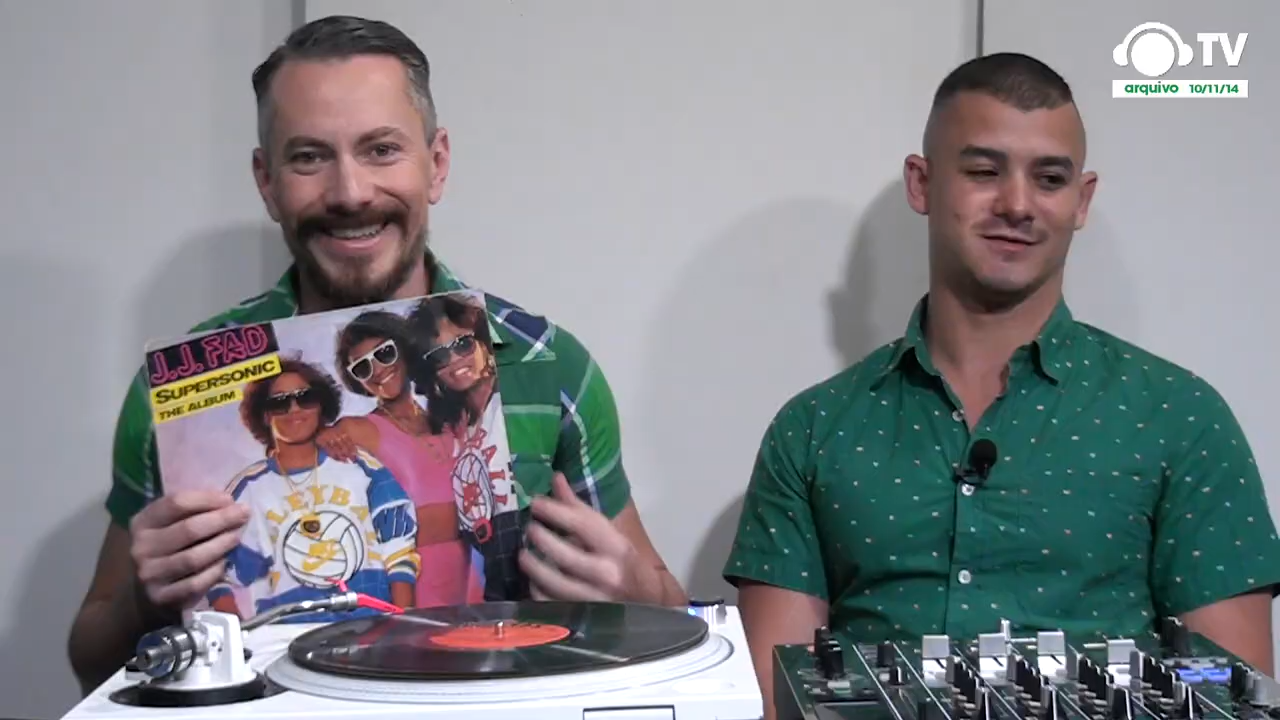 TV
arquivo 10/11/14
J.J. FAD
SUPERSONIC
THE ALBUM